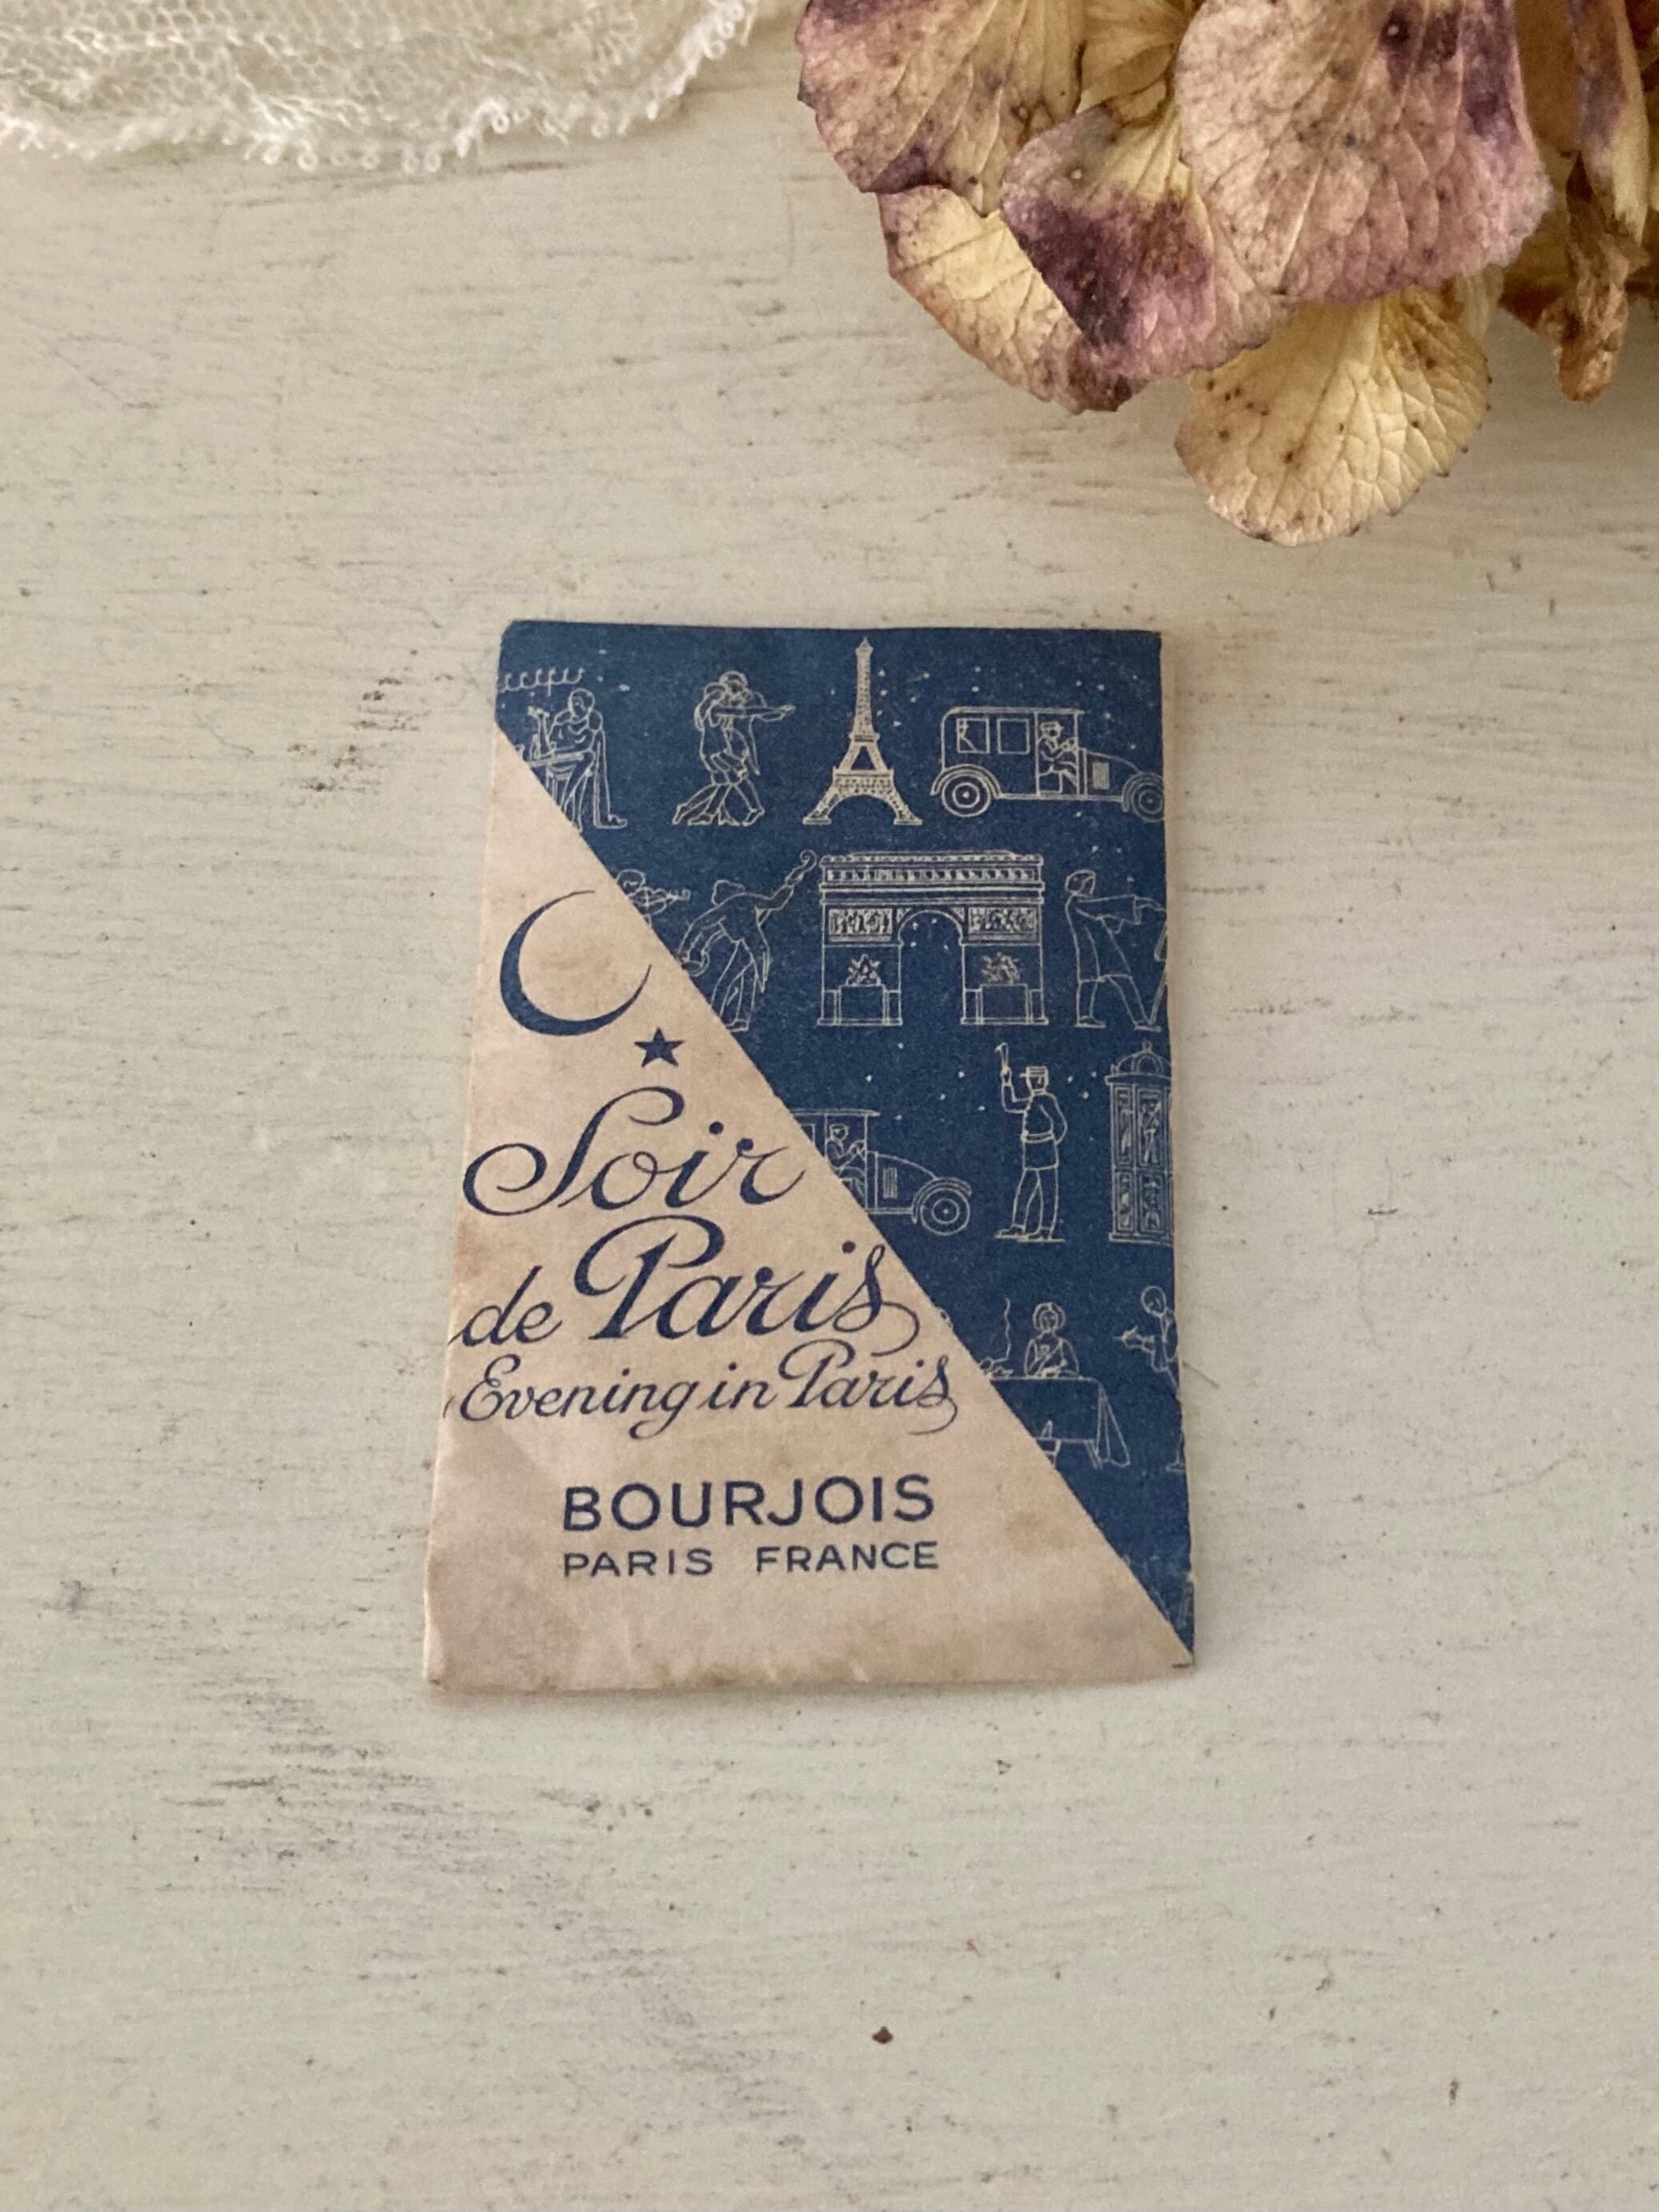 Soir
de Paris
Evening in Paris
BOURJOIS
PARIS FRANCE